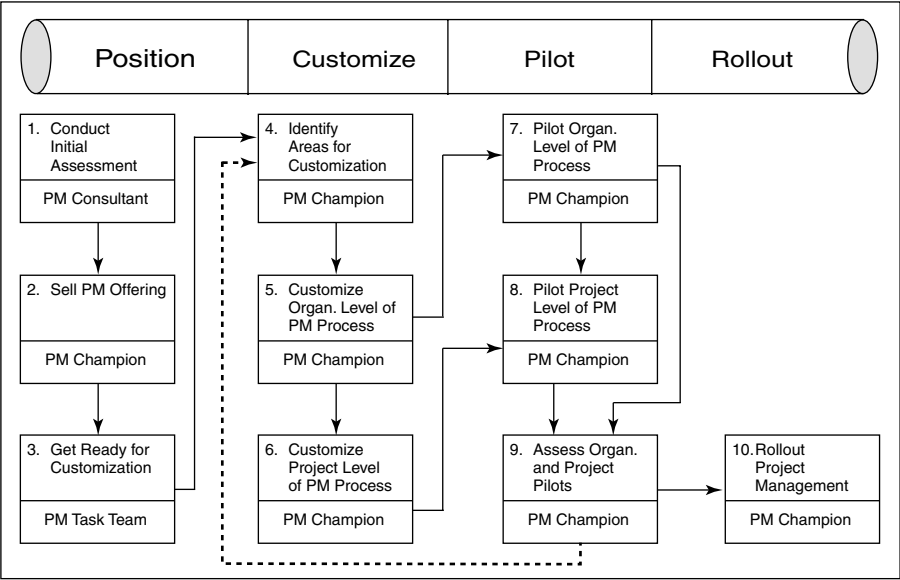 Position
Customize
Pilot
Rollout
1. Conduct
Initial
Assessment
PM Consultant
2. Sell PM Offering
PM Champion
3. Get Ready for
Customization
PM Task Team
4. Identify
Areas for
Customization
PM Champion
5. Customize
Organ. Level of
PM Process
PM Champion
6. Customize
Project Level
of PM Process
PM Champion
7. Pilot Organ.
Level of PM
Process
PM Champion
8. Pilot Project
Level of PM
Process
PM Champion
9. Assess Organ.
and Project
Pilots
PM Champion
10. Rollout
Project
Management
PM Champion